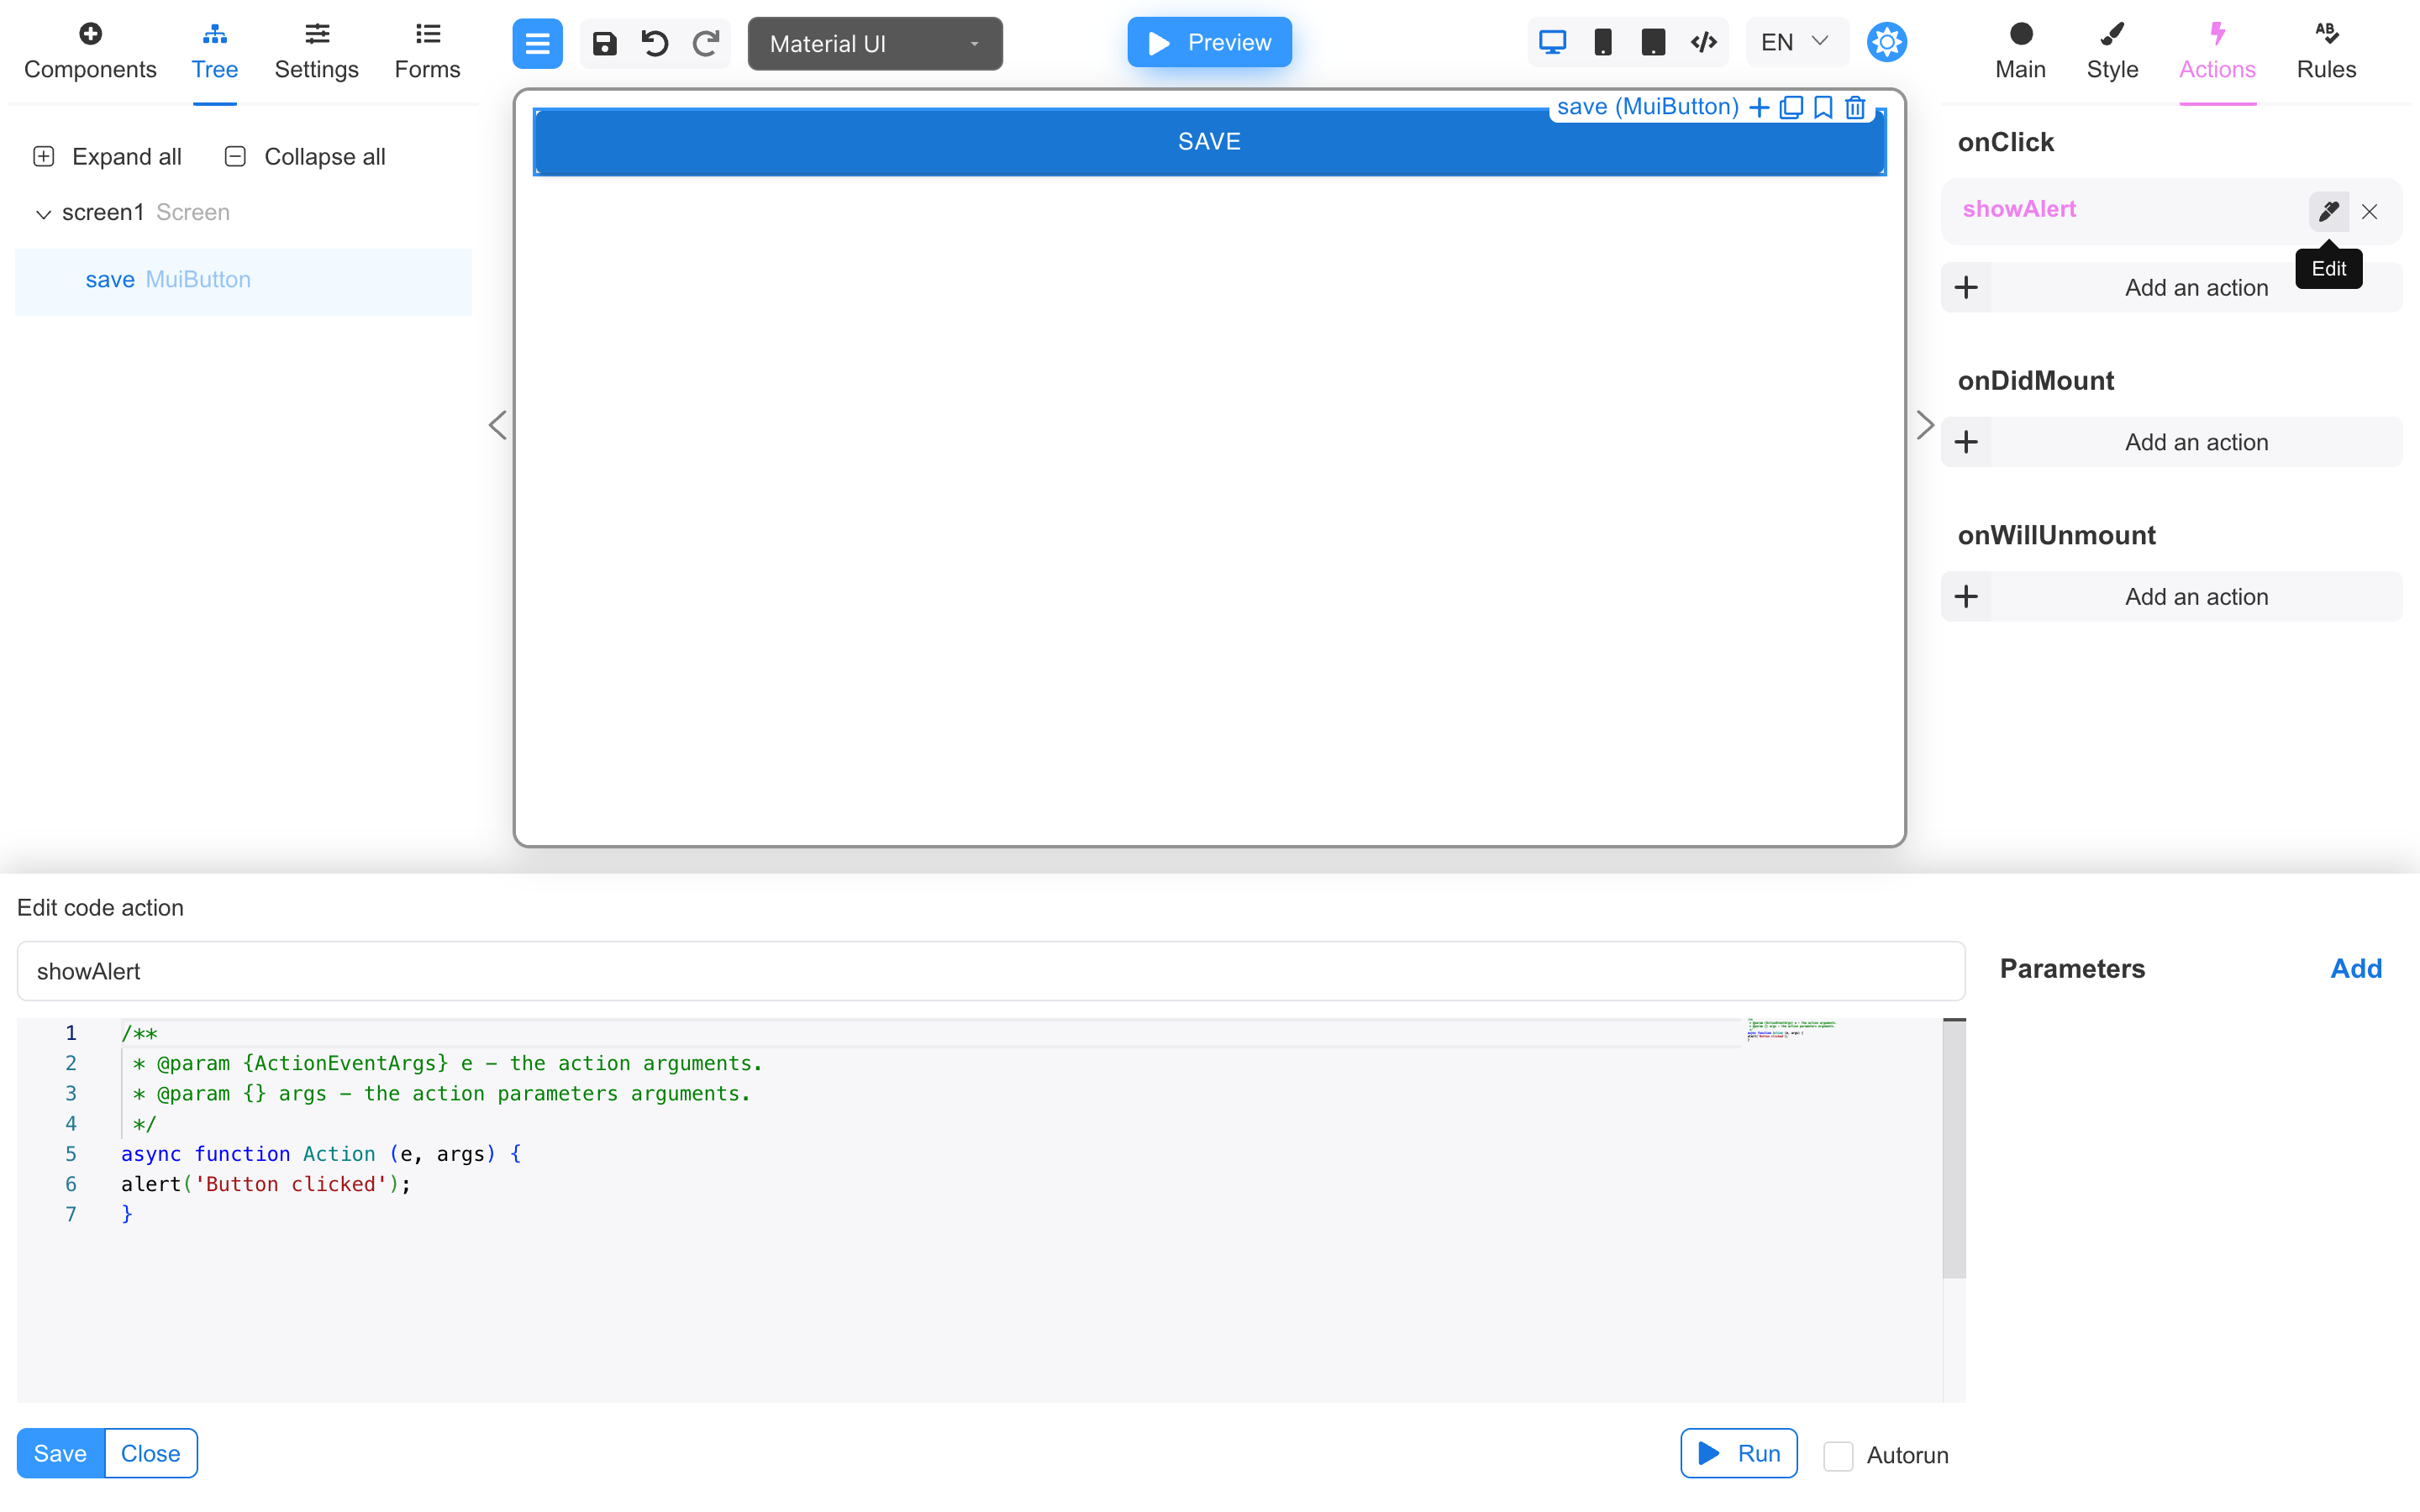 Components
Tree
Settings
Forms
Material UI
Preview
EN
Main
Style
Actions
Rules
Expand all
Collapse all
screen1 Screen
save MuiButton
save (MuiButton)
SAVE
onClick
showAlert
Edit
Add an action
onDidMount
Add an action
onWillUnmount
Add an action
Edit code action
showAlert
Parameters
Add
1 /**
2  * @param {ActionEventArgs} e - the action arguments.
3  * @param {} args - the action parameters arguments.
4  */
5 async function Action (e, args) {
6 alert('Button clicked');
7 }
Save
Close
Run
Autorun